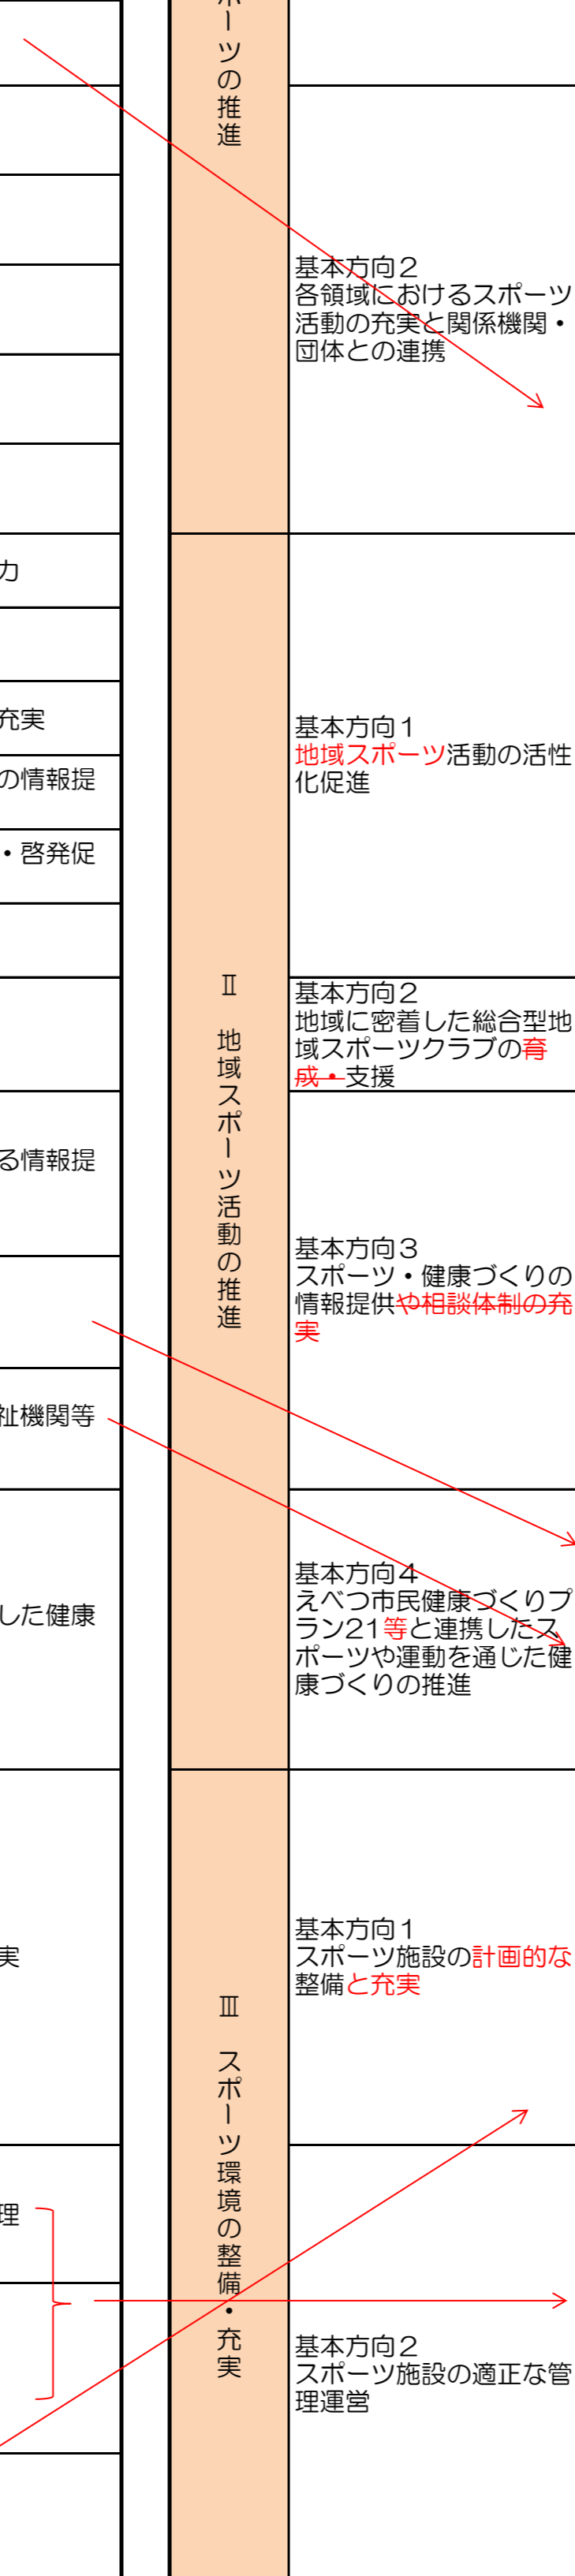 力
充実
の情報提
・啓発促
る情報提
祉機関等
した健康
実
理
ポーツの推進
基本方向２
各領域におけるスポーツ
活動の充実と関係機関・
団体との連携
Ⅱ　地域スポーツ活動の推進
基本方向１
地域スポーツ活動の活性
化促進
基本方向２
地域に密着した総合型地
域スポーツクラブの育
成・支援
基本方向３
スポーツ・健康づくりの
情報提供や相談体制の充
実
基本方向４
えべつ市民健康づくりプ
ラン21等と連携したス
ポーツや運動を通じた健
康づくりの推進
Ⅲ　スポーツ環境の整備・充実
基本方向１
スポーツ施設の計画的な
整備と充実
基本方向２
スポーツ施設の適正な管
理運営